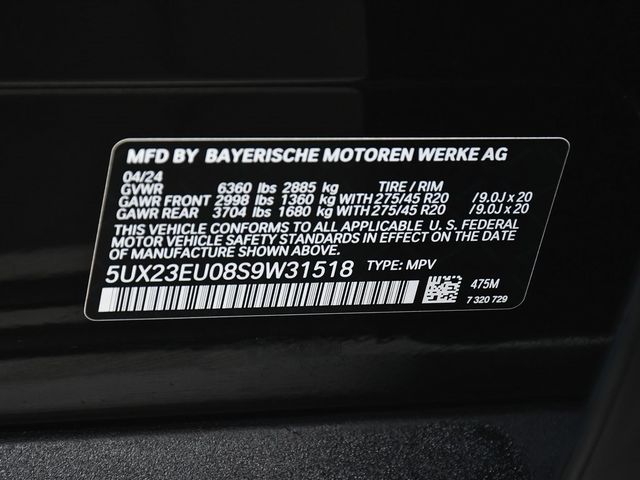 MFD BY BAYERISCHE MOTOREN WERKE AG
04/24
GVWR 6360 lbs 2885 kg TIRE / RIM
GAWR FRONT 2998 lbs 1360 kg WITH 275/45 R20 /9.0J x 20
GAWR REAR 3704 lbs 1680 kg WITH 275/45 R20 /9.0J x 20
THIS VEHICLE CONFORMS TO ALL APPLICABLE U.S. FEDERAL
MOTOR VEHICLE SAFETY STANDARDS IN EFFECT ON THE DATE OF
MANUFACTURE SHOWN ABOVE.
5UX23EU08S9W31518 TYPE: MPV
475M
7 320 729